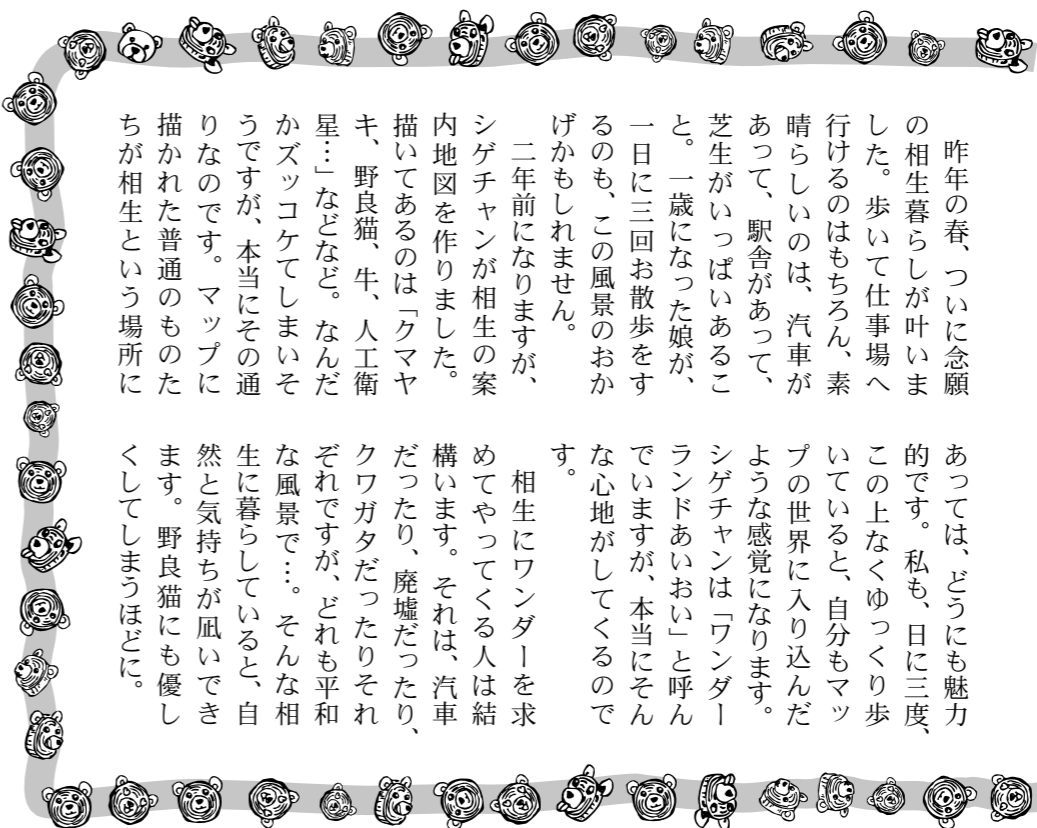 昨年の春、ついに念願
の相生暮らしが叶いま
した。歩いて仕事場へ
行けるのはもちろん、素
晴らしいのは、汽車が
あって、駅舎があって、
芝生がいっぱいあるこ
と。一歳になった娘が、
一日に三回お散歩をす
るのも、この風景のおか
げかもしれません。
二年前になりますが、
シゲチャンが相生の案
内地図を作りました。
描いてあるのは「クマヤ
キ、野良猫、牛、人工衛
星…」などなど。なんだ
かズッコケてしまいそ
うですが、本当にその通
りなのです。マップに
描かれた普通のものた
ちが相生という場所に
あっては、どうにも魅力
的です。私も、日に三度、
この上なくゆっくり歩
いていると、自分もマッ
プの世界に入り込んだ
ような感覚になります。
シゲチャンは「ワンダー
ランドあいおい」と呼ん
でいますが、本当にそん
な心地がしてくるので
す。
相生にワンダーを求
めてやってくる人は結
構います。それは、汽車
だったり、廃墟だったり、
クワガタだったりそれ
ぞれですが、どれも平和
な風景で…。そんな相
生に暮らしていると、自
然と気持ちが凪いでき
ます。野良猫にも優し
くしてしまうほどに。